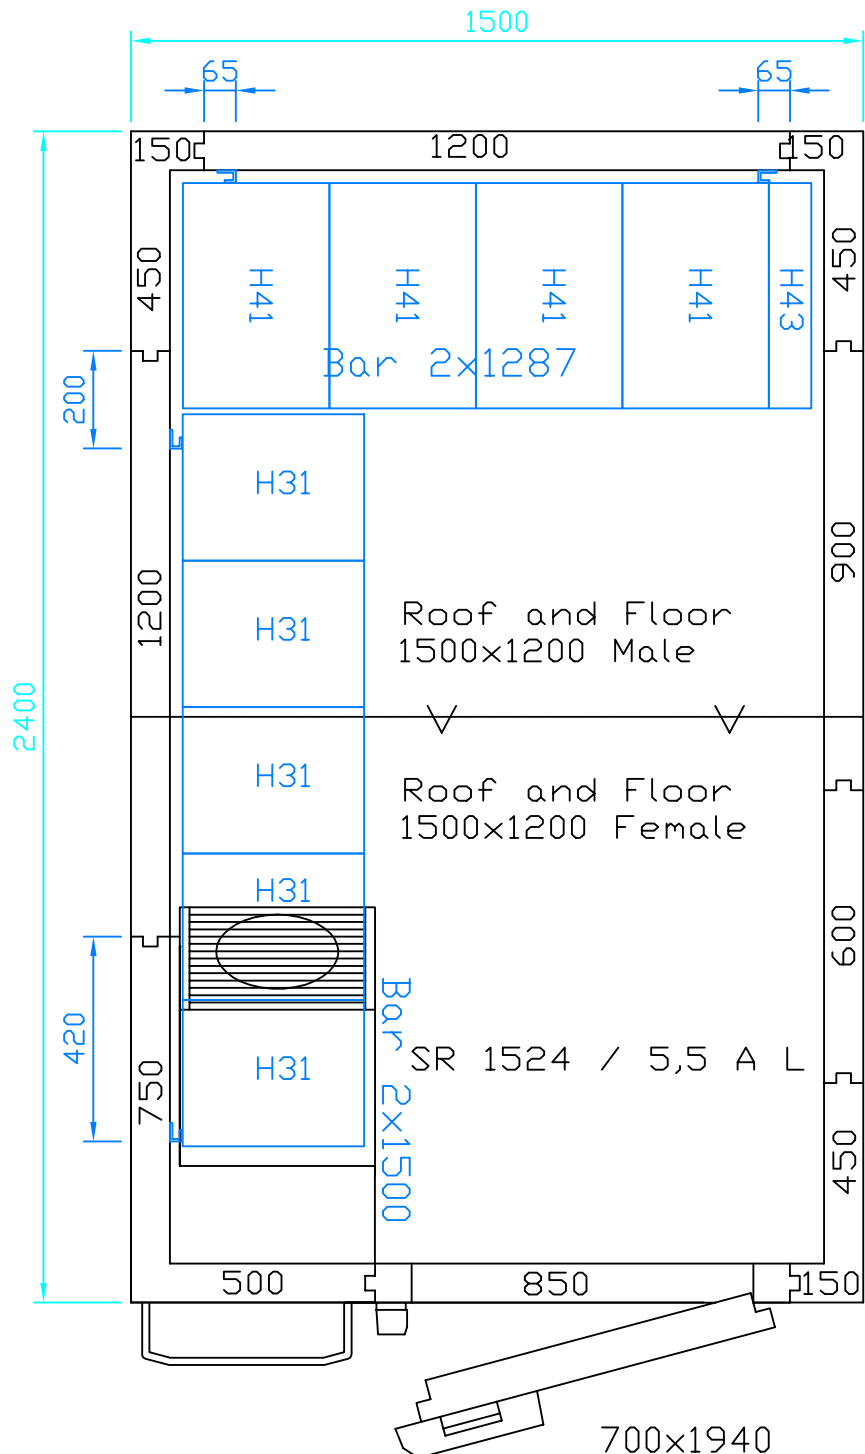 1500
65
65
150
1200
150
450
H41
H41
H41
H41
H43
450
Bar 2x1287
200
H31
900
1200
H31
Roof and Floor
1500x1200 Male
2400
H31
Roof and Floor
1500x1200 Female
H31
600
420
Bar 2x1500
SR 1524 / 5,5 A L
H31
750
450
500
850
150
700x1940